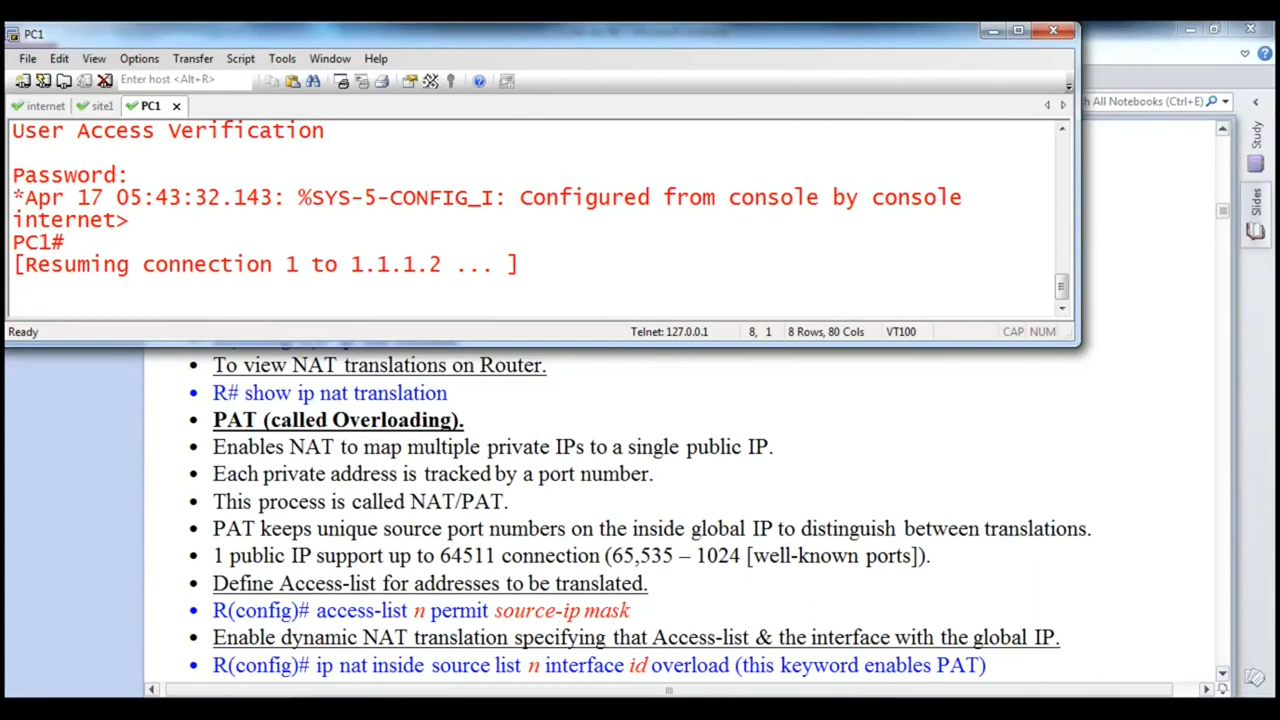 PC1
File Edit View Options Transfer Script Tools Window Help
Enter host <Alt+R>
internet site1 PC1
h All Notebooks (Ctrl+E)
Study
Slides
User Access Verification
Password:
*Apr 17 05:43:32.143: %SYS-5-CONFIG_I: Configured from console by console
internet>
PC1#
[Resuming connection 1 to 1.1.1.2 ... ]
Ready Telnet: 127.0.0.1 8, 1 8 Rows, 80 Cols VT100 CAP NUM
• To view NAT translations on Router.
• R# show ip nat translation
• PAT (called Overloading).
• Enables NAT to map multiple private IPs to a single public IP.
• Each private address is tracked by a port number.
• This process is called NAT/PAT.
• PAT keeps unique source port numbers on the inside global IP to distinguish between translations.
• 1 public IP support up to 64511 connection (65,535 – 1024 [well-known ports]).
• Define Access-list for addresses to be translated.
• R(config)# access-list n permit source-ip mask
• Enable dynamic NAT translation specifying that Access-list & the interface with the global IP.
• R(config)# ip nat inside source list n interface id overload (this keyword enables PAT)